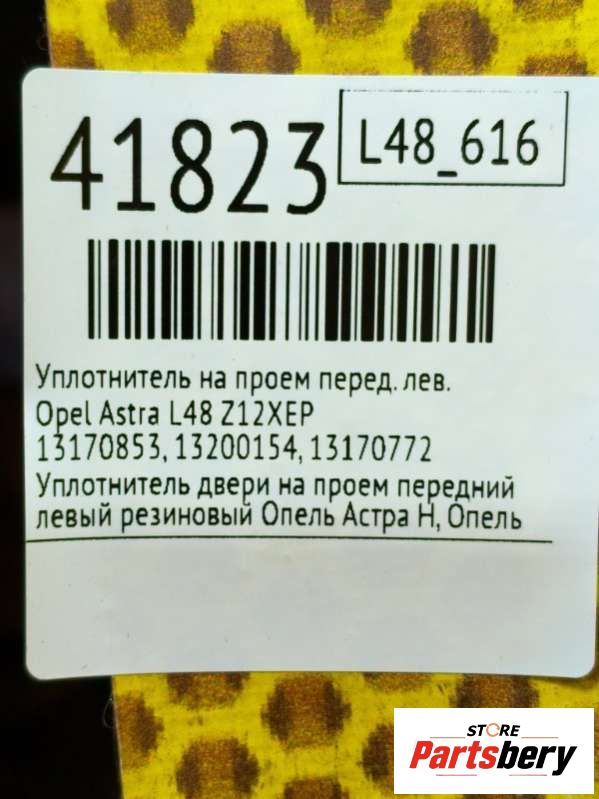 41823
L48_616
Уплотнитель на проем перед. лев.
Opel Astra L48 Z12XEP
13170853, 13200154, 13170772
Уплотнитель двери на проем передний
левый резиновый Опель Астра Н, Опель
STORE
Partsbery